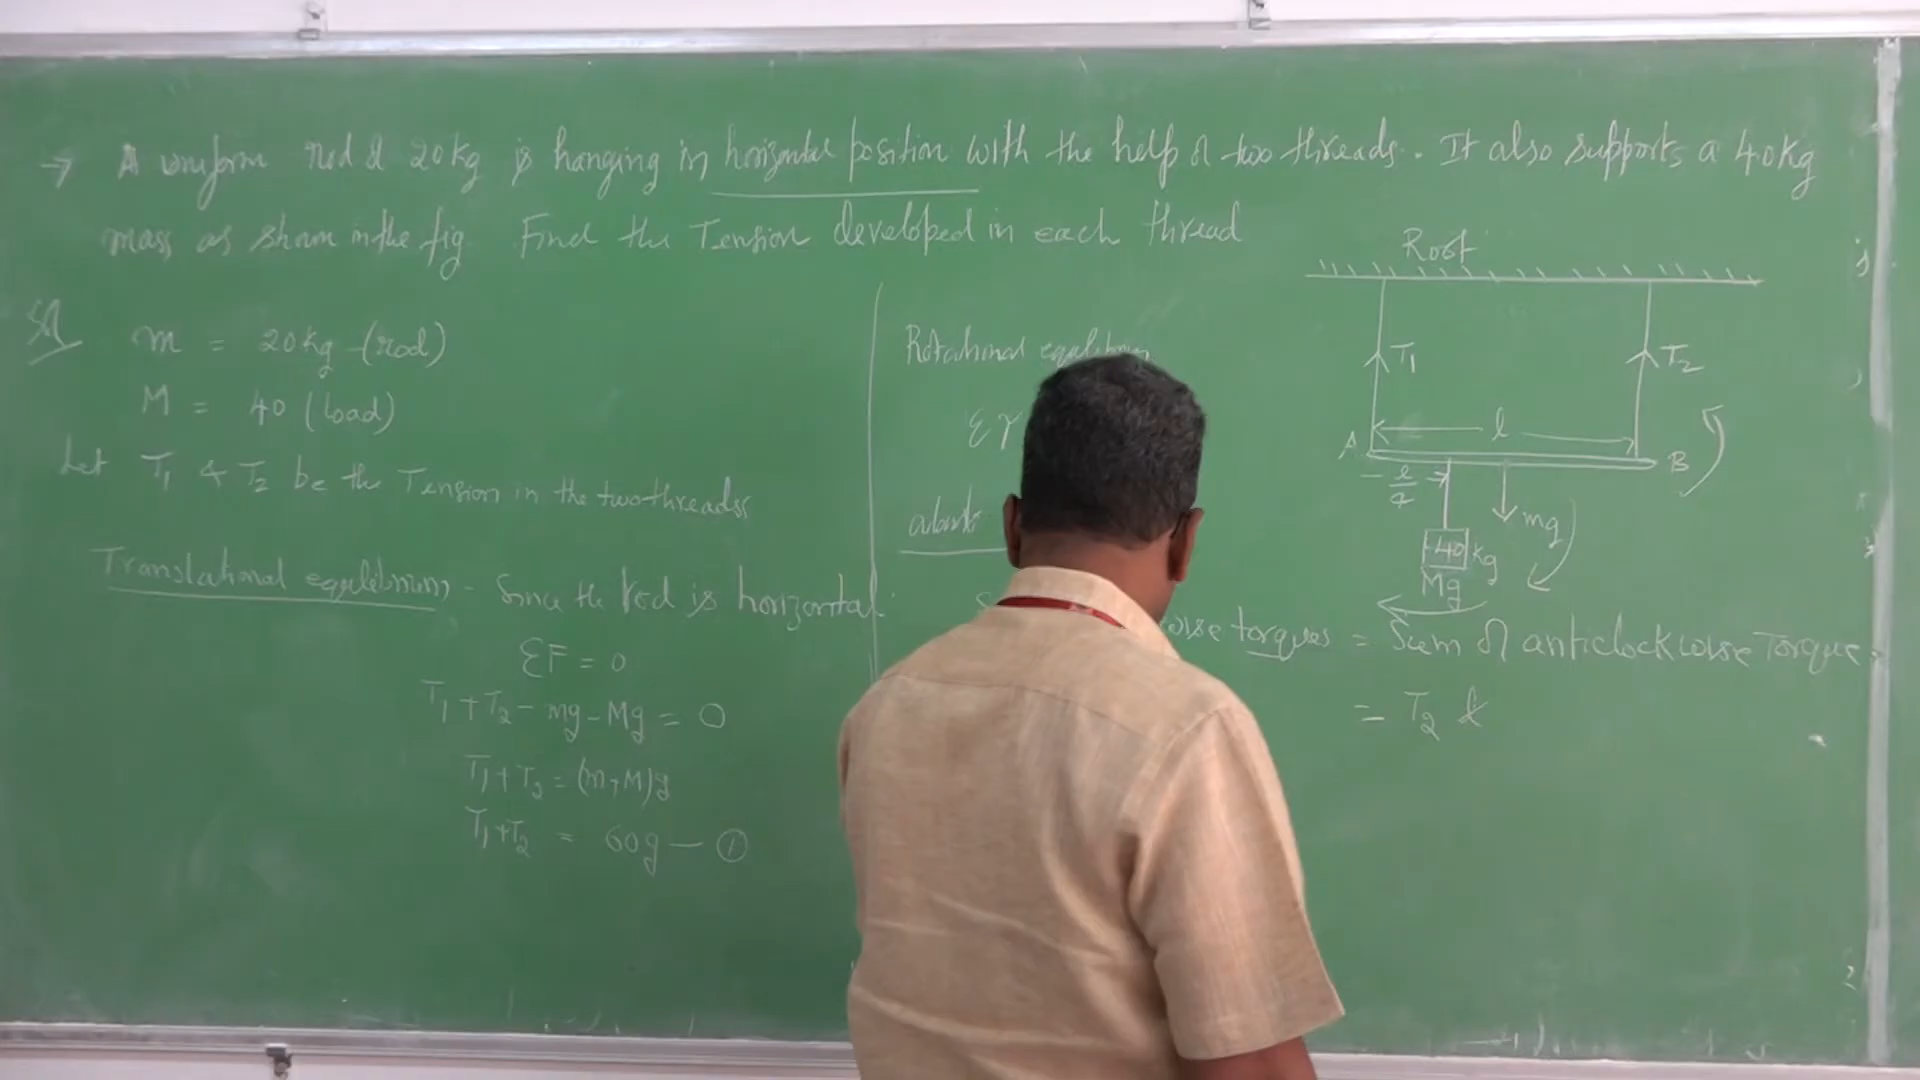 → A uniform rod of 20kg is hanging in horizontal position with the help of two threads. It also supports a 40kg
mass as shown in the fig Find the Tension developed in each thread
m = 20kg (rod)
M = 40 (load)
Let T1 & T2 be the Tension in the two threads
Translational equlibrium - Since the rod is horizontal.
ΣF = 0
T1 + T2 - mg - Mg = 0
T1 + T2 = (m+M)g
T1+T2 = 60g — ①
Rotational equlibrium
torques = Sum of anticlockwise Torque.
= T2 l
Roof
T1 T2
l
A B
l/4
mg
40 kg
Mg